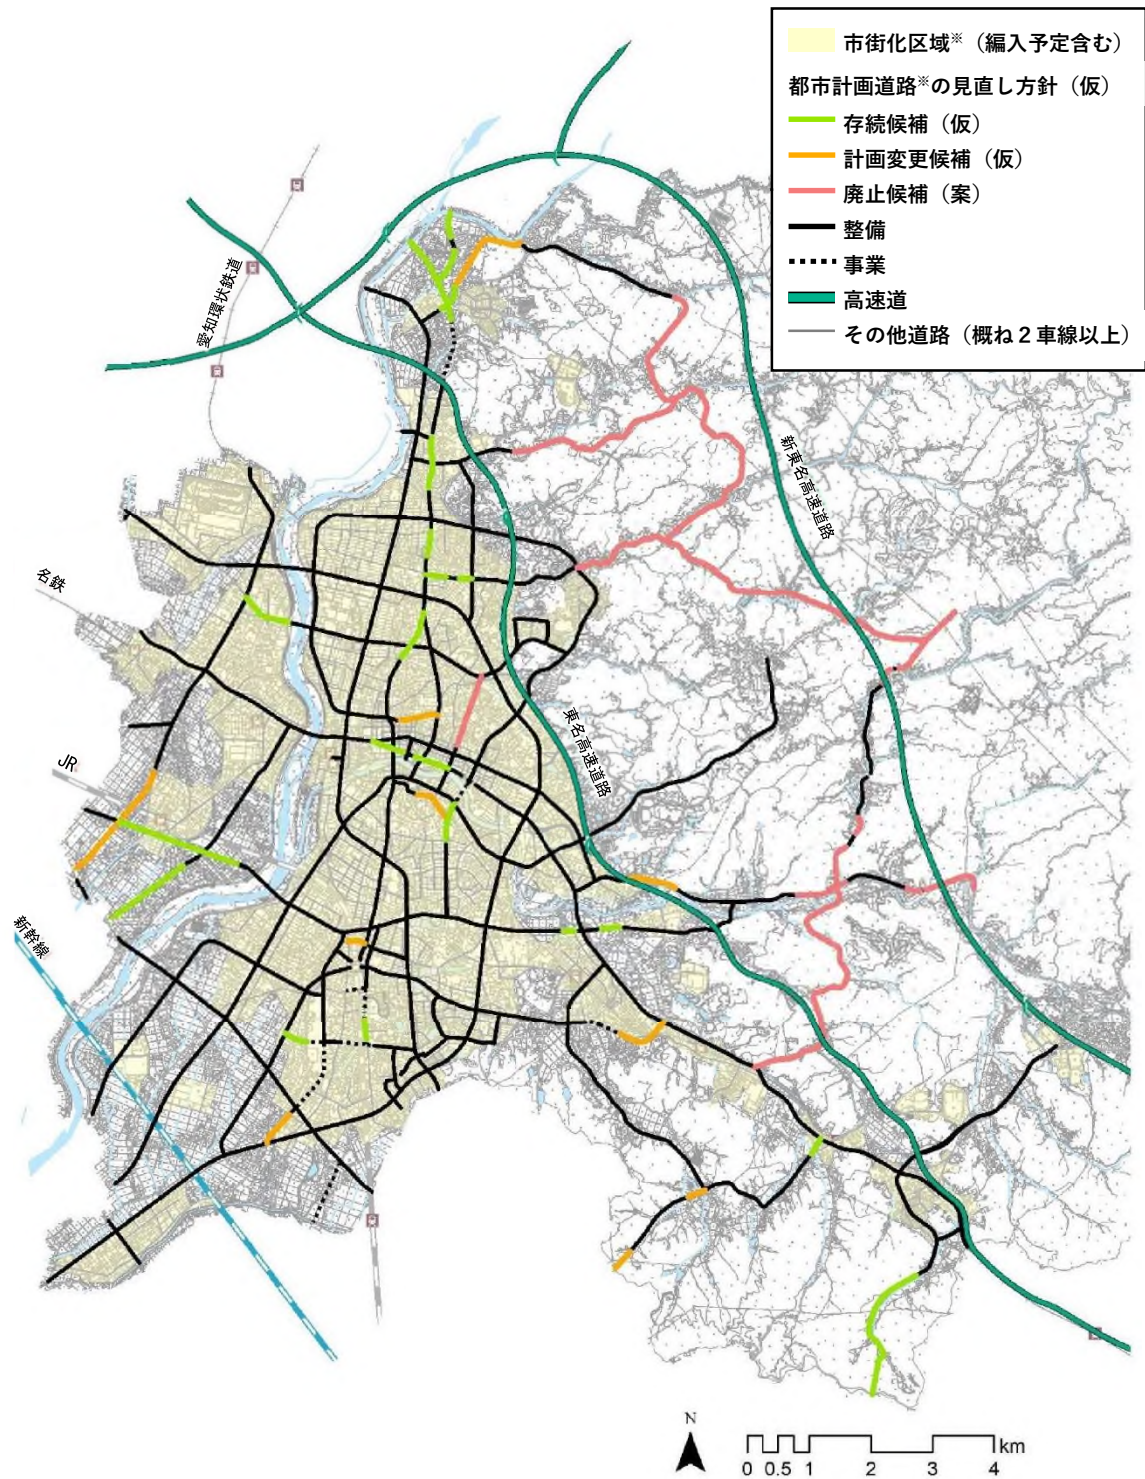 市街化区域※（編入予定含む）
都市計画道路※の見直し方針（仮）
存続候補（仮）
計画変更候補（仮）
廃止候補（案）
整備
事業
高速道
その他道路（概ね２車線以上）
愛知環状鉄道
新東名高速道路
名鉄
東名高速道路
JR
新幹線
N
km
0 0.5 1 2 3 4